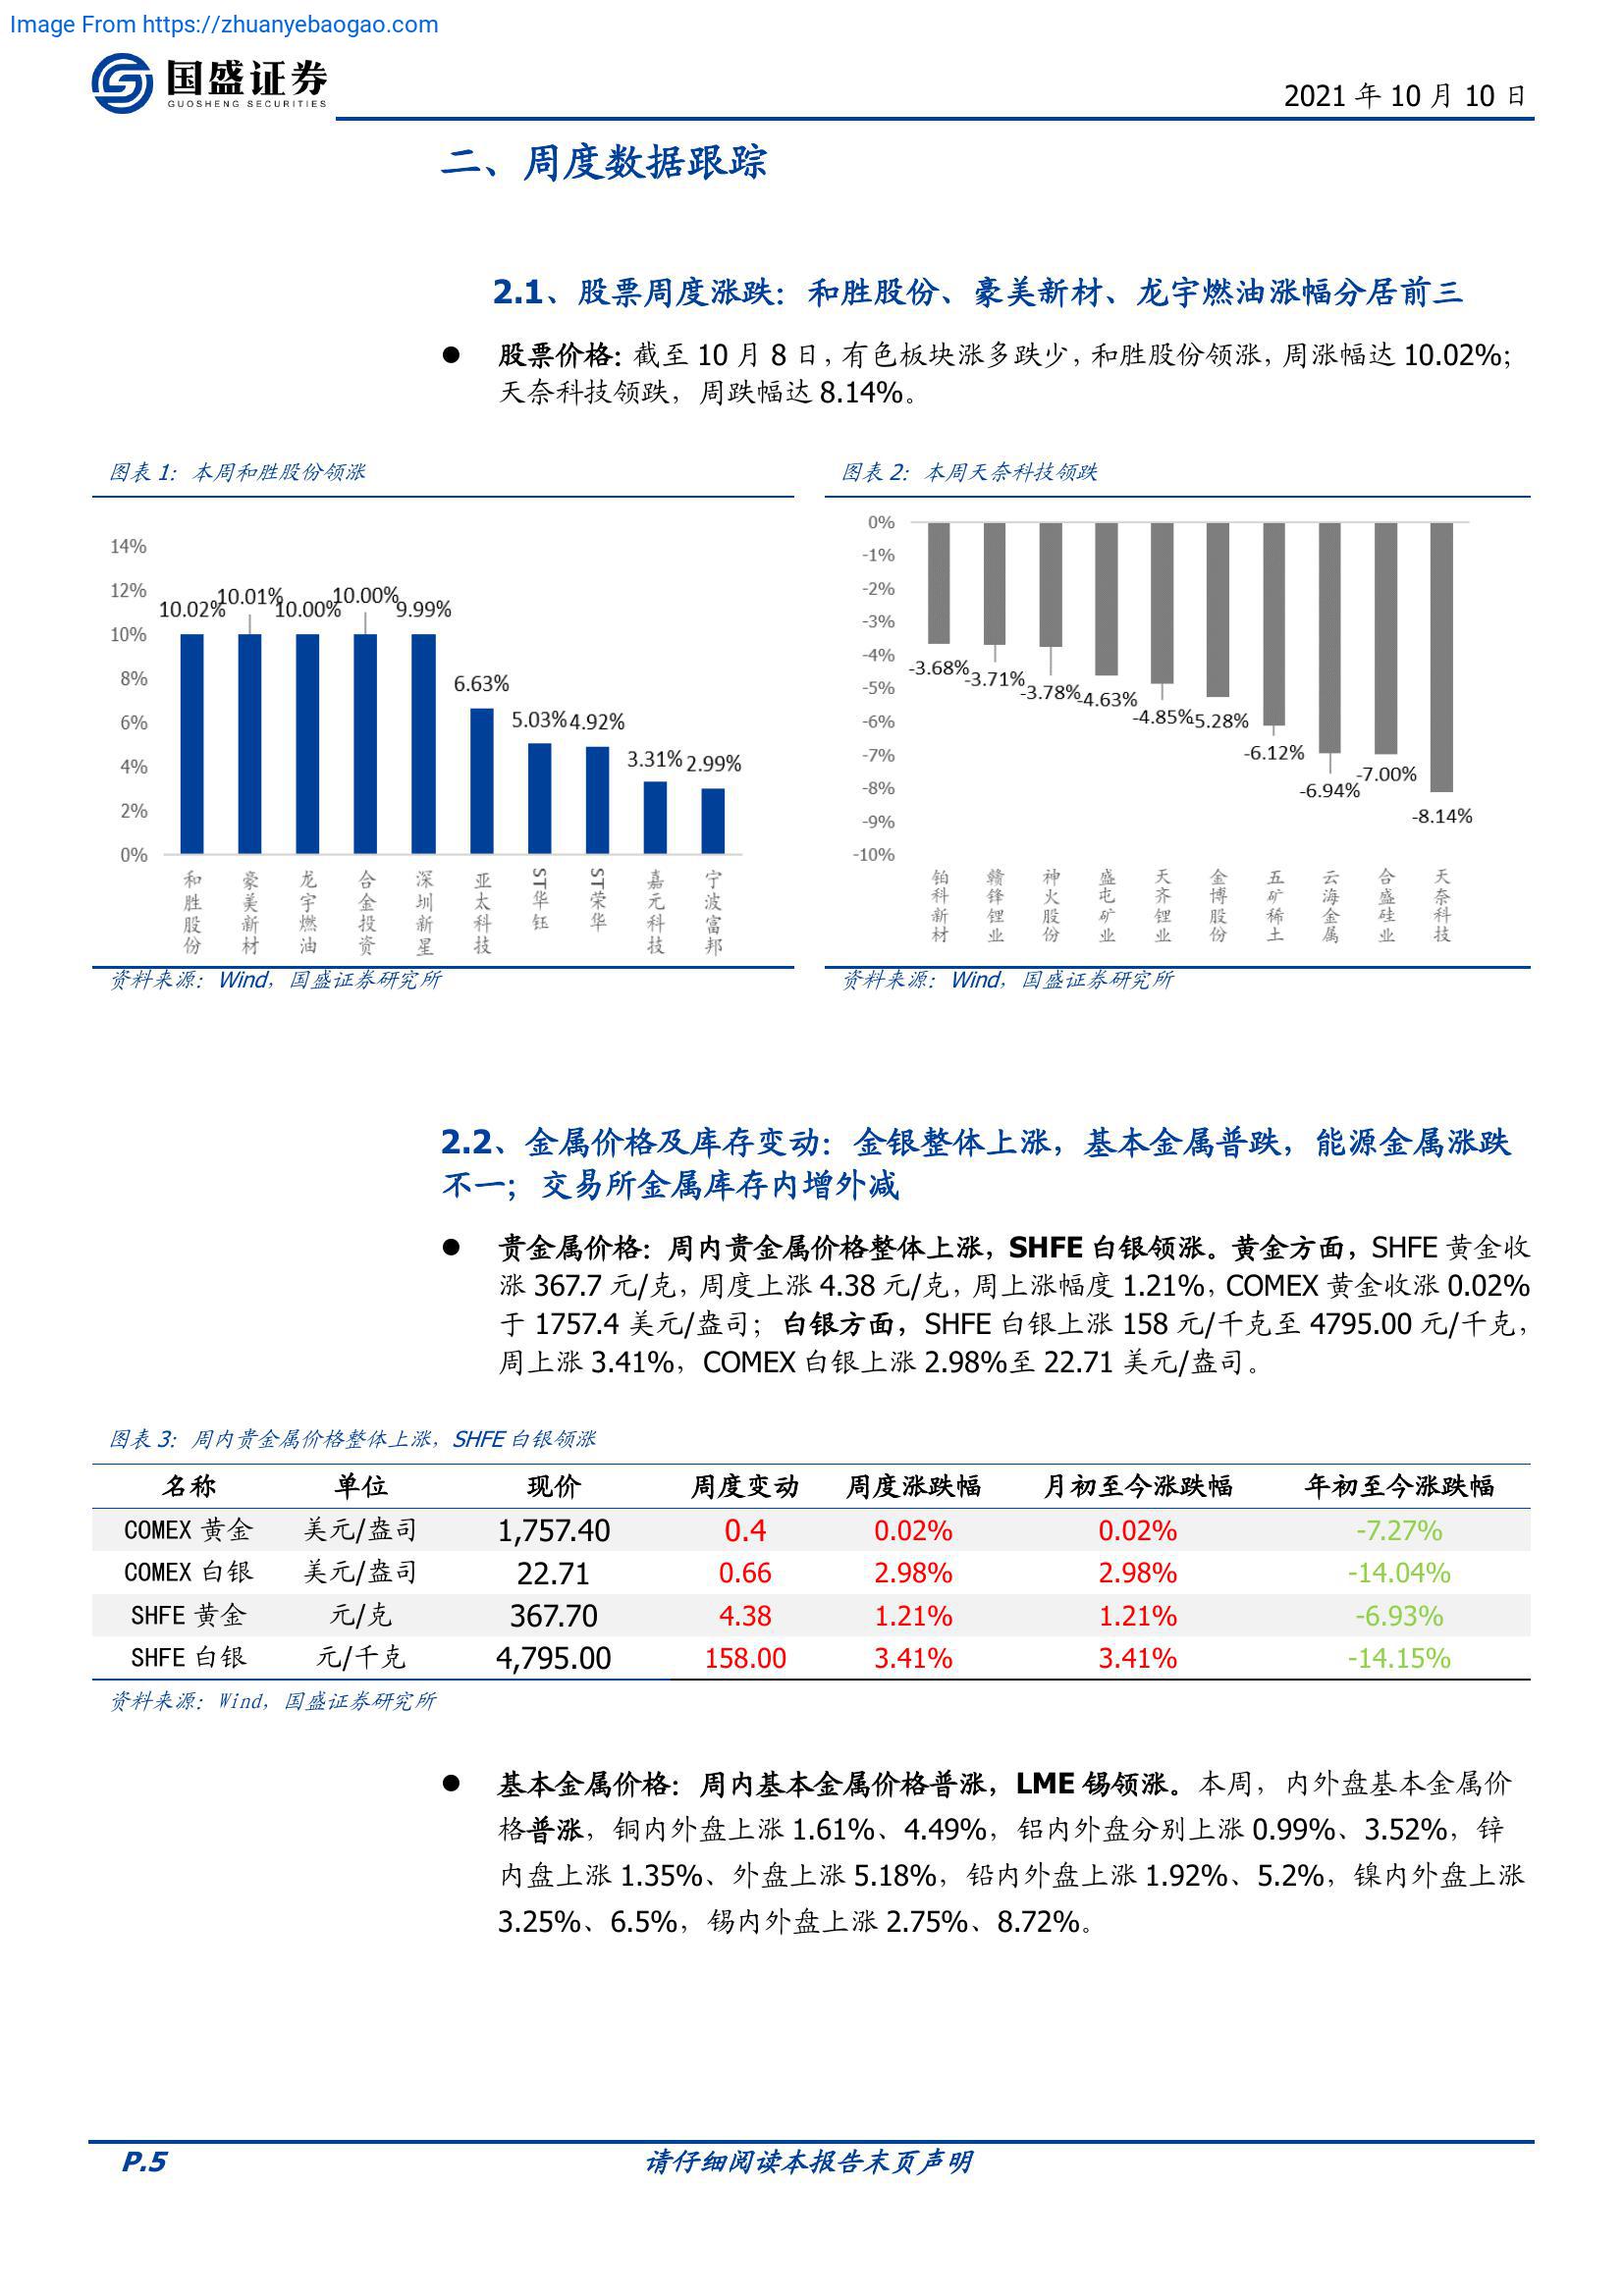 Image From https://zhuanyebaogao.com
国盛证券
GUOSHENG SECURITIES
2021 年 10 月 10 日
二、周度数据跟踪
2.1、股票周度涨跌：和胜股份、豪美新材、龙宇燃油涨幅分居前三
● 股票价格：截至 10 月 8 日，有色板块涨多跌少，和胜股份领涨，周涨幅达 10.02%；
天奈科技领跌，周跌幅达 8.14%。
图表 1：本周和胜股份领涨
14%
12%
10%
8%
6%
4%
2%
0%
10.02%
10.01%
10.00%
10.00%
9.99%
6.63%
5.03%
4.92%
3.31%
2.99%
和胜股份
豪美新材
龙宇燃油
合金投资
深圳新星
亚太科技
ST华钰
ST荣华
嘉元科技
宁波富邦
资料来源：Wind，国盛证券研究所
图表 2：本周天奈科技领跌
0%
-1%
-2%
-3%
-4%
-5%
-6%
-7%
-8%
-9%
-10%
-3.68%
-3.71%
-3.78%
-4.63%
-4.85%
-5.28%
-6.12%
-6.94%
-7.00%
-8.14%
铂科新材
赣锋锂业
神火股份
盛屯矿业
天齐锂业
金博股份
五矿稀土
云海金属
合盛硅业
天奈科技
资料来源：Wind，国盛证券研究所
2.2、金属价格及库存变动：金银整体上涨，基本金属普跌，能源金属涨跌
不一；交易所金属库存内增外减
● 贵金属价格：周内贵金属价格整体上涨，SHFE 白银领涨。黄金方面，SHFE 黄金收
涨 367.7 元/克，周度上涨 4.38 元/克，周上涨幅度 1.21%，COMEX 黄金收涨 0.02%
于 1757.4 美元/盎司；白银方面，SHFE 白银上涨 158 元/千克至 4795.00 元/千克，
周上涨 3.41%，COMEX 白银上涨 2.98%至 22.71 美元/盎司。
图表 3：周内贵金属价格整体上涨，SHFE 白银领涨
名称 单位 现价 周度变动 周度涨跌幅 月初至今涨跌幅 年初至今涨跌幅
COMEX 黄金 美元/盎司 1,757.40 0.4 0.02% 0.02% -7.27%
COMEX 白银 美元/盎司 22.71 0.66 2.98% 2.98% -14.04%
SHFE 黄金 元/克 367.70 4.38 1.21% 1.21% -6.93%
SHFE 白银 元/千克 4,795.00 158.00 3.41% 3.41% -14.15%
资料来源：Wind，国盛证券研究所
● 基本金属价格：周内基本金属价格普涨，LME 锡领涨。本周，内外盘基本金属价
格普涨，铜内外盘上涨 1.61%、4.49%，铝内外盘分别上涨 0.99%、3.52%，锌
内盘上涨 1.35%、外盘上涨 5.18%，铅内外盘上涨 1.92%、5.2%，镍内外盘上涨
3.25%、6.5%，锡内外盘上涨 2.75%、8.72%。
P.5
请仔细阅读本报告末页声明